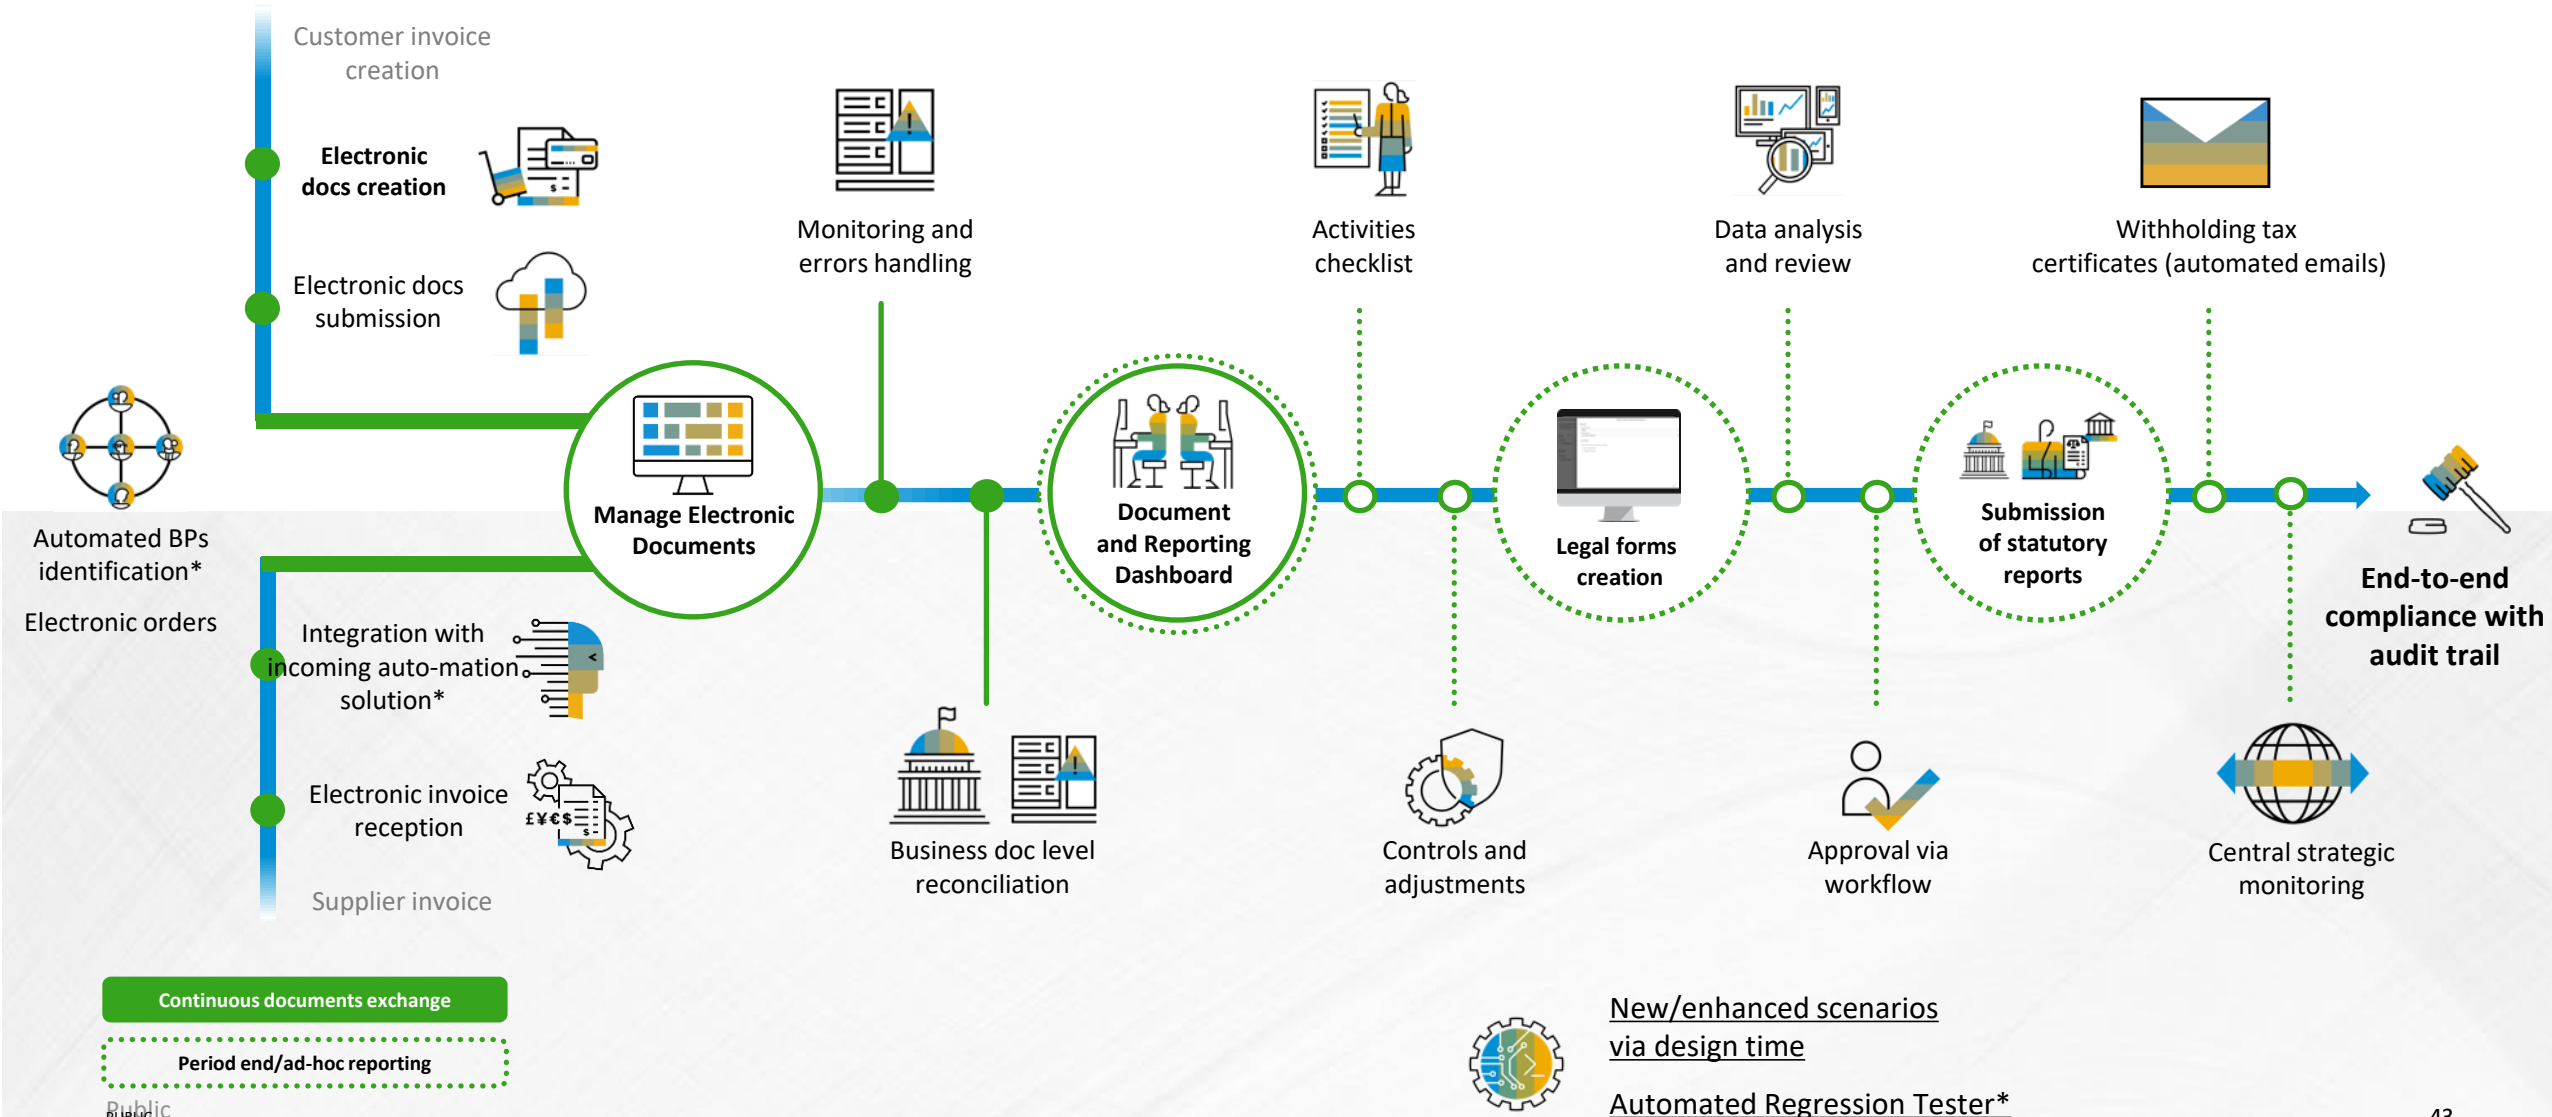 Customer invoice
creation
Electronic
docs creation
Electronic docs
submission
Automated BPs
identification*
Electronic orders
Integration with
incoming auto-mation
solution*
Electronic invoice
reception
£¥€$
Supplier invoice
Manage Electronic
Documents
Monitoring and
errors handling
Business doc level
reconciliation
Document
and Reporting
Dashboard
Activities
checklist
Controls and
adjustments
Legal forms
creation
Data analysis
and review
Approval via
workflow
Submission
of statutory
reports
Withholding tax
certificates (automated emails)
Central strategic
monitoring
End-to-end
compliance with
audit trail
Continuous documents exchange
Period end/ad-hoc reporting
Public
PUBLIC
New/enhanced scenarios
via design time
Automated Regression Tester*
43